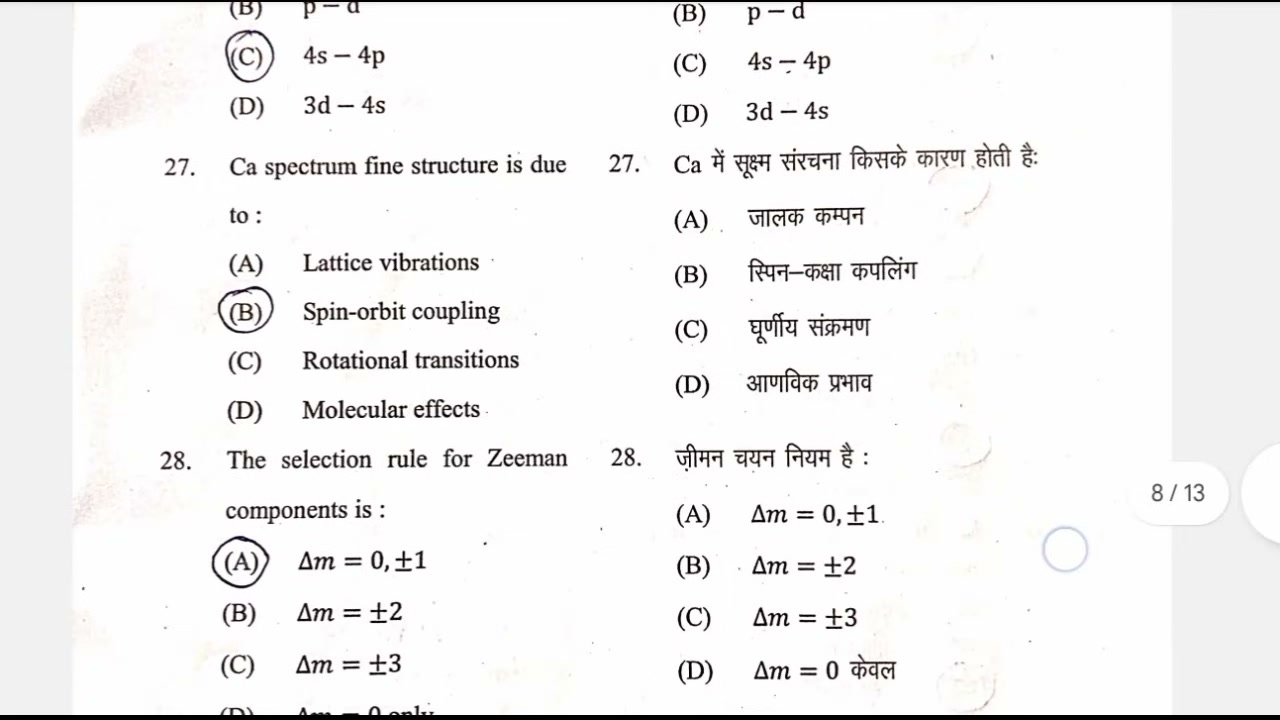 (B) p – d
(C) 4s – 4p
(D) 3d – 4s
27. Ca spectrum fine structure is due
to :
(A) Lattice vibrations
(B) Spin-orbit coupling
(C) Rotational transitions
(D) Molecular effects
28. The selection rule for Zeeman
components is :
(A) Δm = 0, ±1
(B) Δm = ±2
(C) Δm = ±3
(D) Δm = 0 only
(B) p – d
(C) 4s – 4p
(D) 3d – 4s
27. Ca में सूक्ष्म संरचना किसके कारण होती है:
(A) जालक कम्पन
(B) स्पिन–कक्षा कपलिंग
(C) घूर्णीय संक्रमण
(D) आणविक प्रभाव
28. ज़ीमन चयन नियम है :
(A) Δm = 0, ±1
(B) Δm = ±2
(C) Δm = ±3
(D) Δm = 0 केवल
8 / 13